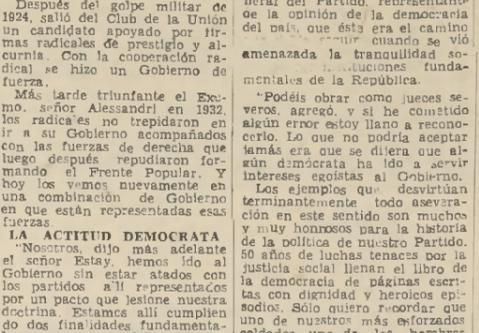 Después del golpe militar de
1924, salió del Club de la Unión
un candidato apoyado por fir-
mas radicales de prestigio y al-
curnia. Con la cooperación ra-
dical se hizo un Gobierno de
fuerza.
Más tarde triunfante el Exc-
mo. señor Alessandri en 1932,
los radicales no trepidaron en
ir a su Gobierno acompañados
con las fuerzas de derecha que
luego después repudiaron for-
mando el Frente Popular. Y
hoy los vemos nuevamente en
una combinación de Gobierno
en que están representadas esas
fuerzas
LA ACTITUD DEMOCRATA
"Nosotros, dijo más adelante
el señor Estay, hemos ido al
Gobierno sin estar atados con
los partidos allí representados
por un pacto que lesione nuestra
doctrina. Estamos allí cumplien
do dos finalidades fundamenta-
neral del Partido, representante
de la opinión de la democracia
del país, que ésta era el camino
cuando se vió
amenazada la tranquilidad so-
funda-
mentales de la República.
"Podéis obrar como jueces se-
veros, agregó, y si he cometido
algún error estoy llano a recono-
cerlo. Lo que no podría aceptar
jamás era que se dijera que al-
gún demócrata ha ido a servir
intereses egoístas al Gobierno.
Los ejemplos que desvirtúan
terminantemente todo asevera-
ción en este sentido son muchos
y muy honnosos para la historia
de la política de nuestro Partido.
50 años de luchas tenaces por la
justicia social llenan el libro de
la democracia de páginas escri-
tas con dignidad y heroicos epi-
sodios. Sólo quiero recordar que
uno de nuestros más esforzados